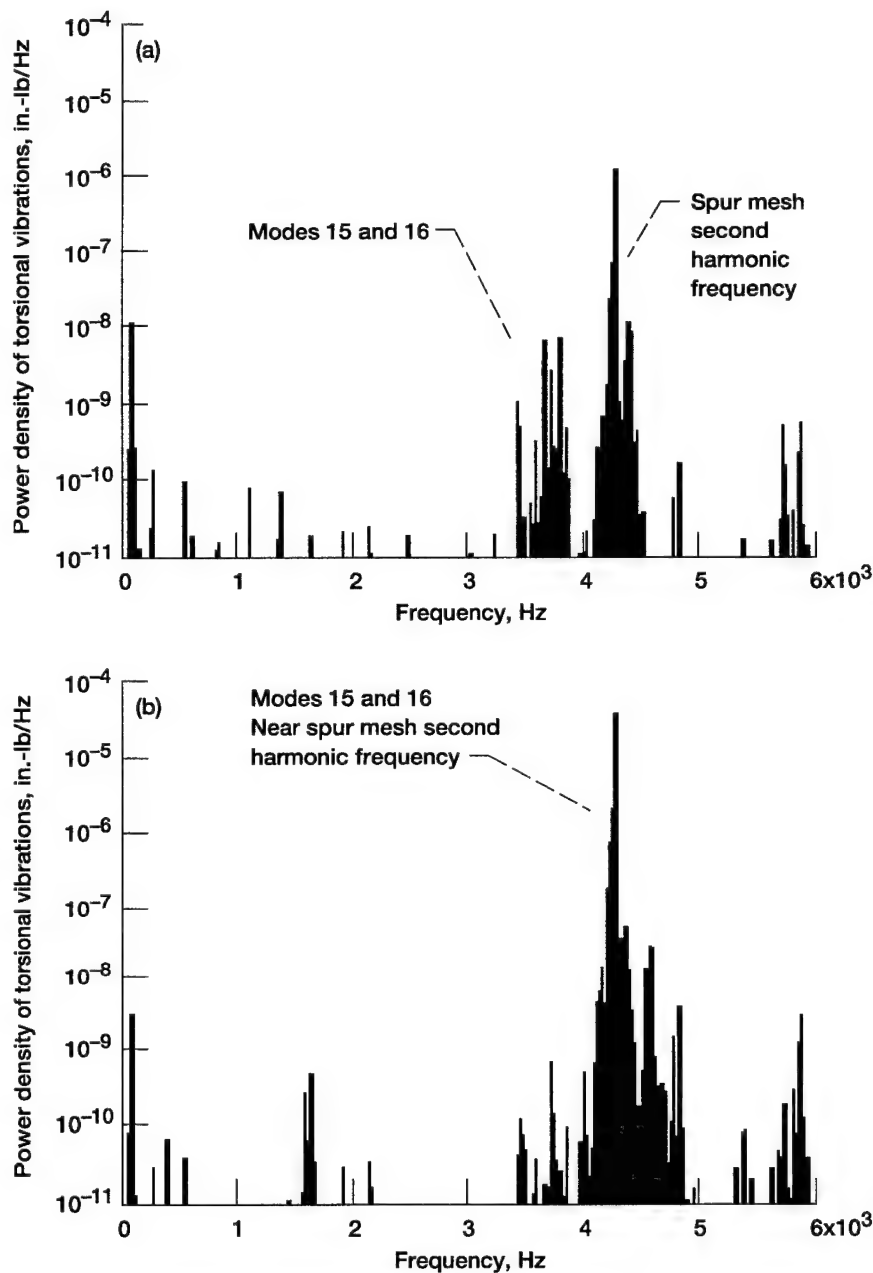 (a)
Power density of torsional vibrations, in.-lb/Hz
10⁻⁴
10⁻⁵
10⁻⁶
10⁻⁷
10⁻⁸
10⁻⁹
10⁻¹⁰
10⁻¹¹
Modes 15 and 16
Spur mesh
second
harmonic
frequency
0 1 2 3 4 5 6x10³
Frequency, Hz
(b)
Power density of torsional vibrations, in.-lb/Hz
10⁻⁴
10⁻⁵
10⁻⁶
10⁻⁷
10⁻⁸
10⁻⁹
10⁻¹⁰
10⁻¹¹
Modes 15 and 16
Near spur mesh second
harmonic frequency
0 1 2 3 4 5 6x10³
Frequency, Hz